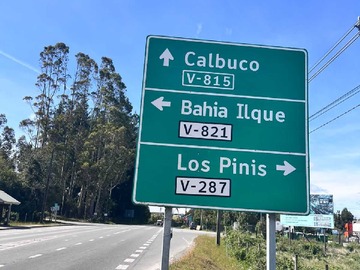 Calbuco
V-815
Bahia Ilque
V-821
Los Pinis
V-287